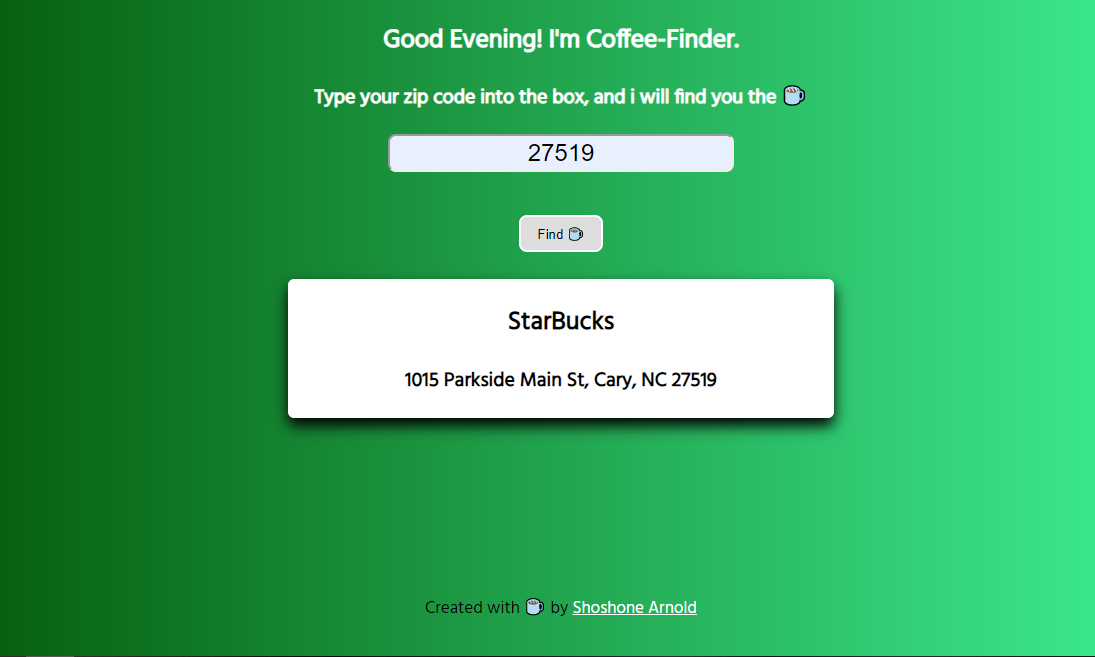 Good Evening! I'm Coffee-Finder.
Type your zip code into the box, and i will find you the ☕
27519
Find ☕
StarBucks
1015 Parkside Main St, Cary, NC 27519
Created with ☕ by Shoshone Arnold